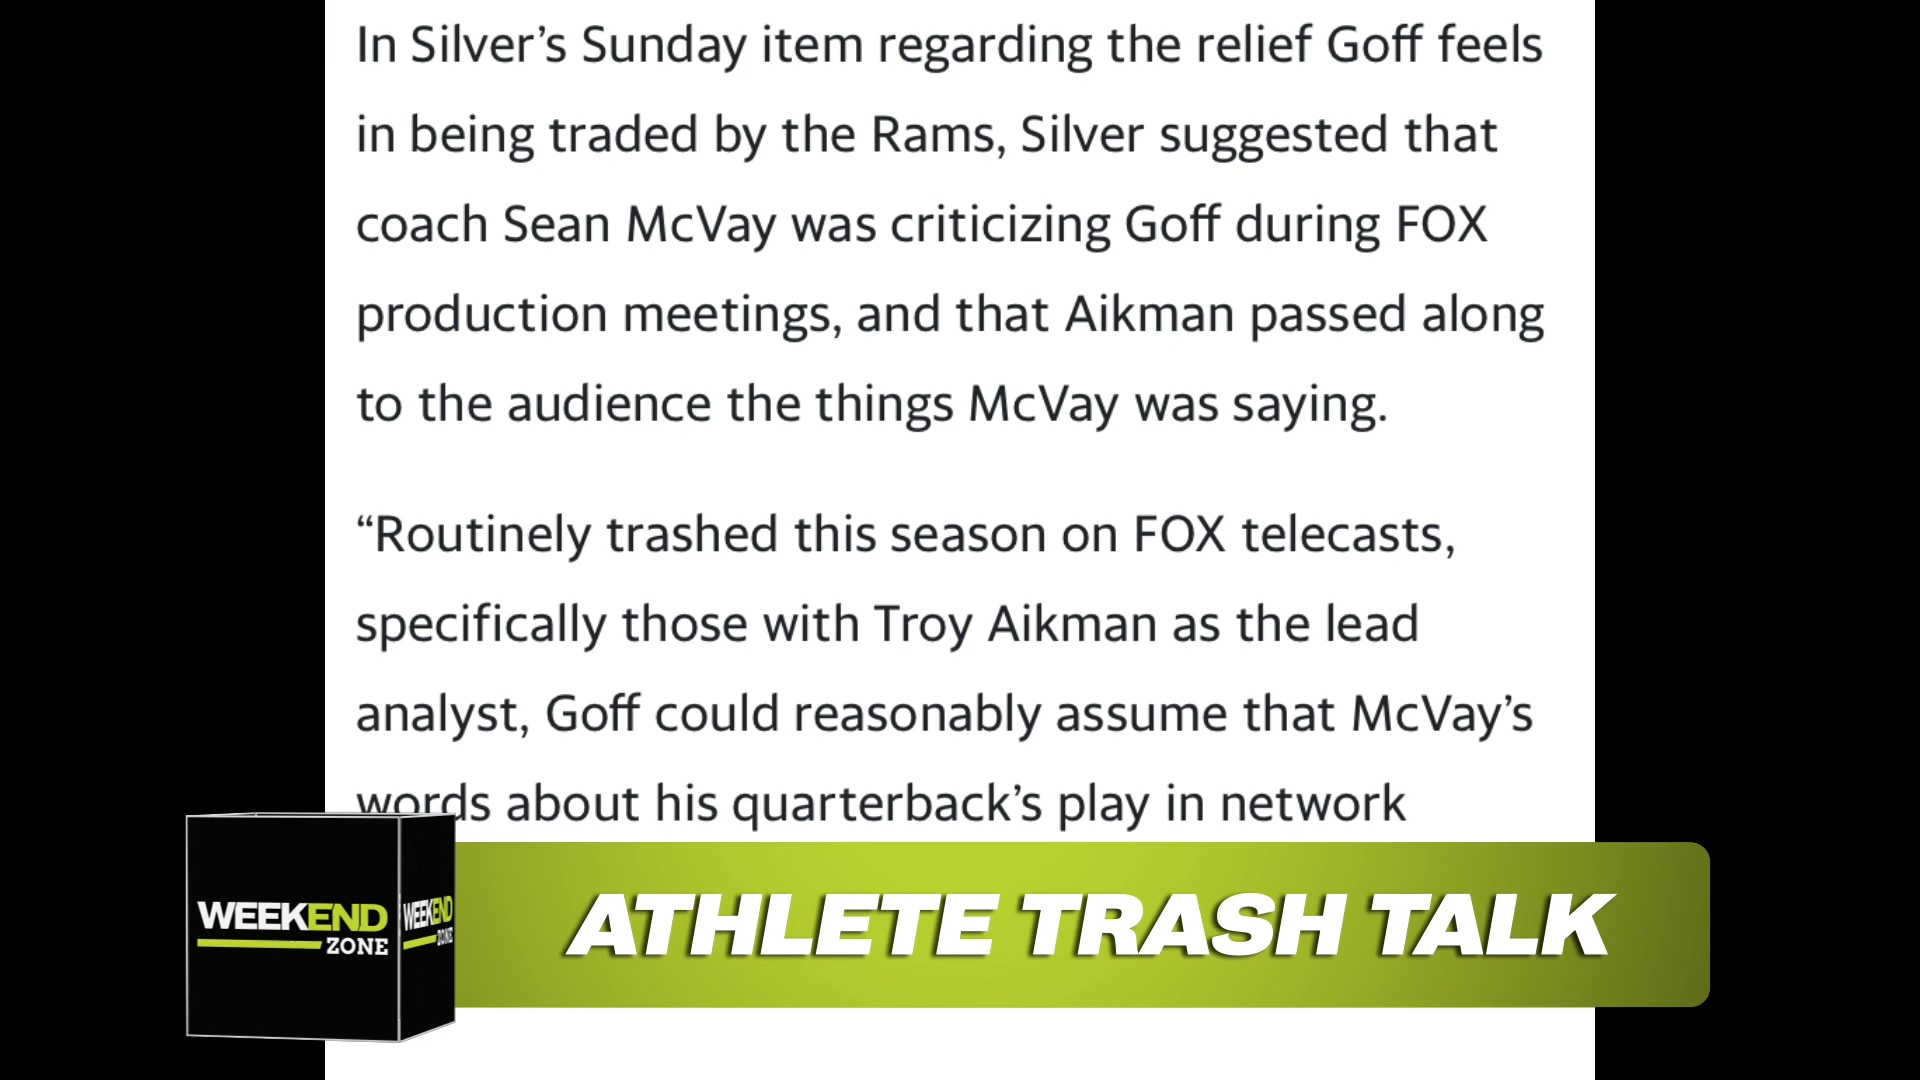 In Silver’s Sunday item regarding the relief Goff feels
in being traded by the Rams, Silver suggested that
coach Sean McVay was criticizing Goff during FOX
production meetings, and that Aikman passed along
to the audience the things McVay was saying.
“Routinely trashed this season on FOX telecasts,
specifically those with Troy Aikman as the lead
analyst, Goff could reasonably assume that McVay’s
words about his quarterback’s play in network
WEEKEND
ZONE
WEEKEND
ZONE
ATHLETE TRASH TALK